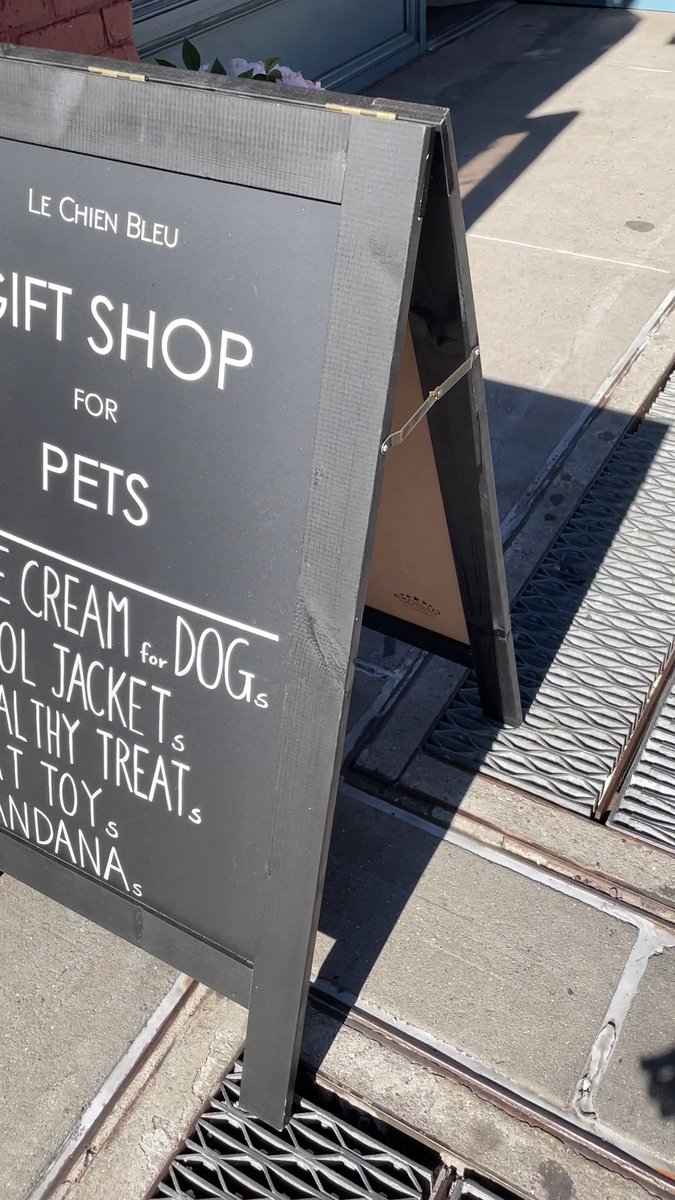 LE CHIEN BLEU
GIFT SHOP
FOR
PETS
E CREAM for DOGs
OL JACKETs
ALTHY TREATs
AT TOYs
ANDANAs